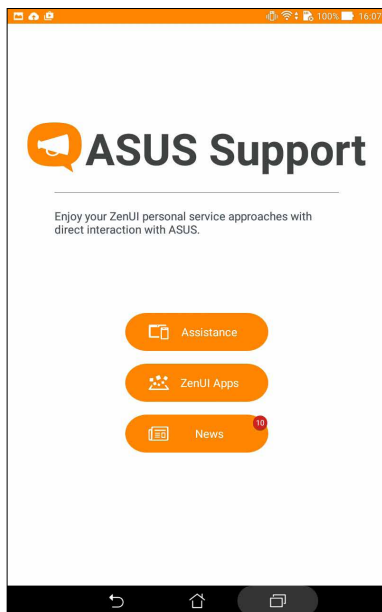 100% 16:07
ASUS Support
Enjoy your ZenUI personal service approaches with
direct interaction with ASUS.
Assistance
ZenUI Apps
10
News